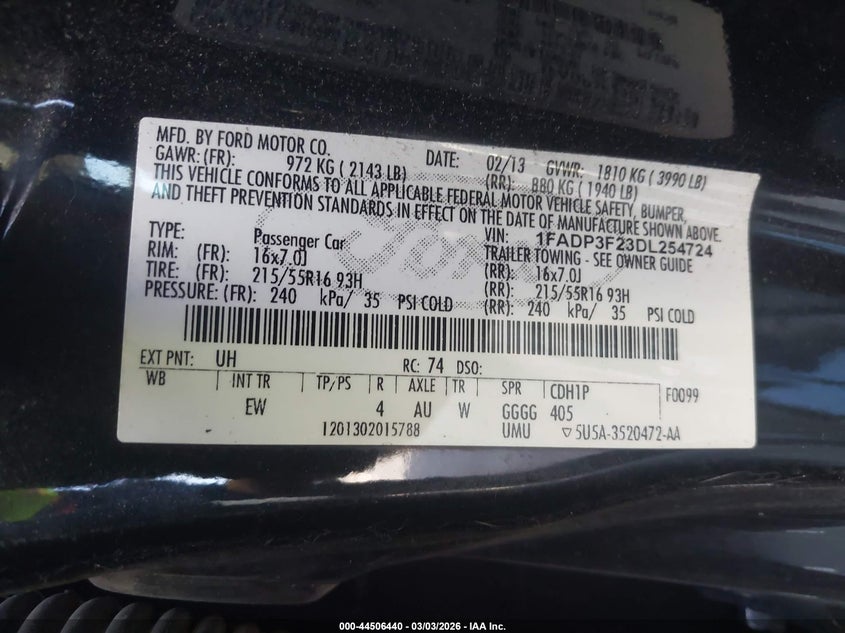 MFD. BY FORD MOTOR CO. DATE: 02/13 GVWR: 1810 KG ( 3990 LB)
GAWR: (FR): 972 KG ( 2143 LB) (RR): 880 KG ( 1940 LB)
THIS VEHICLE CONFORMS TO ALL APPLICABLE FEDERAL MOTOR VEHICLE SAFETY, BUMPER,
AND THEFT PREVENTION STANDARDS IN EFFECT ON THE DATE OF MANUFACTURE SHOWN ABOVE.
VIN: 1FADP3F23DL254724
TYPE: Passenger Car TRAILER TOWING - SEE OWNER GUIDE
RIM: (FR): 16x7.0J (RR): 16x7.0J
TIRE: (FR): 215/55R16 93H (RR): 215/55R16 93H
PRESSURE: (FR): 240 kPa/ 35 PSI COLD (RR): 240 kPa/ 35 PSI COLD
EXT PNT: UH RC: 74 DSO:
WB INT TR TP/PS R AXLE TR SPR CDH1P F0099
EW 4 AU W GGGG 405
1201302015788 UMU ▽5U5A-3520472-AA
000-44506440 - 03/03/2026 - IAA Inc.